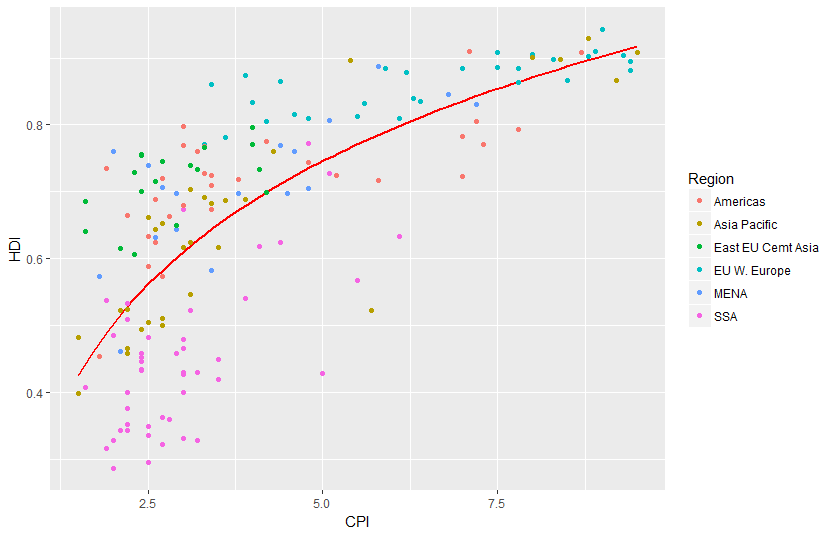 HDI
0.8
0.6
0.4
2.5
5.0
7.5
CPI
Region
Americas
Asia Pacific
East EU Cemt Asia
EU W. Europe
MENA
SSA